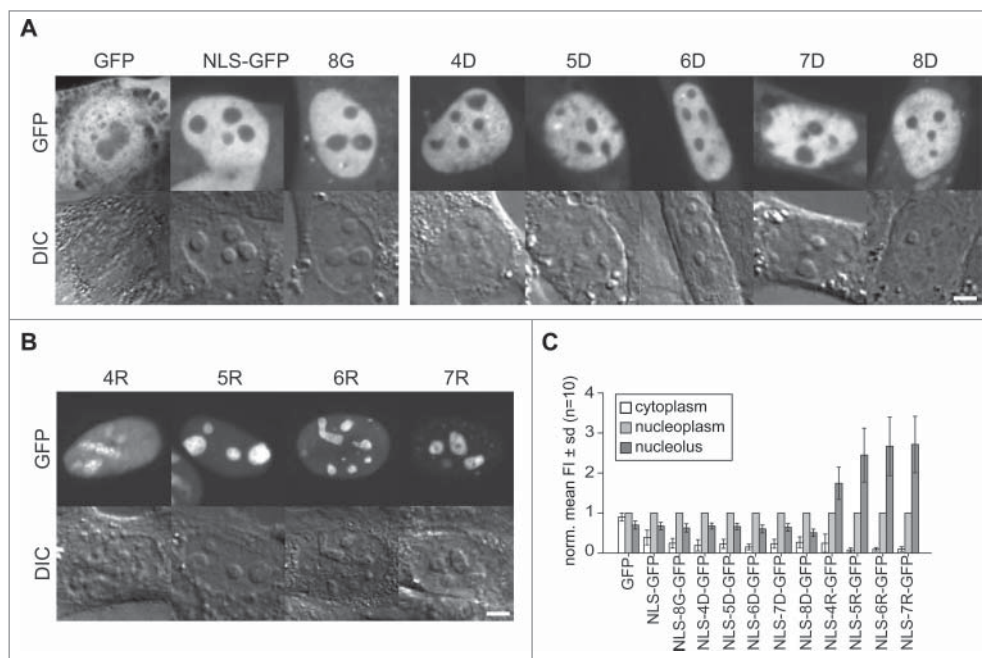 A
GFP NLS-GFP 8G 4D 5D 6D 7D 8D
GFP
DIC
B
4R 5R 6R 7R
GFP
DIC
C
norm. mean FI ± sd (n=10)
4
3
2
1
0
cytoplasm
nucleoplasm
nucleolus
GFP
NLS-GFP
NLS-8G-GFP
NLS-4D-GFP
NLS-5D-GFP
NLS-6D-GFP
NLS-7D-GFP
NLS-8D-GFP
NLS-4R-GFP
NLS-5R-GFP
NLS-6R-GFP
NLS-7R-GFP